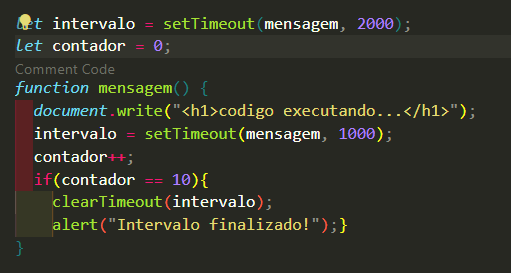 let intervalo = setTimeout(mensagem, 2000);
let contador = 0;
Comment Code
function mensagem() {
document.write("<h1>codigo executando...</h1>");
intervalo = setTimeout(mensagem, 1000);
contador++;
if(contador == 10){
clearTimeout(intervalo);
alert("Intervalo finalizado!");}
}